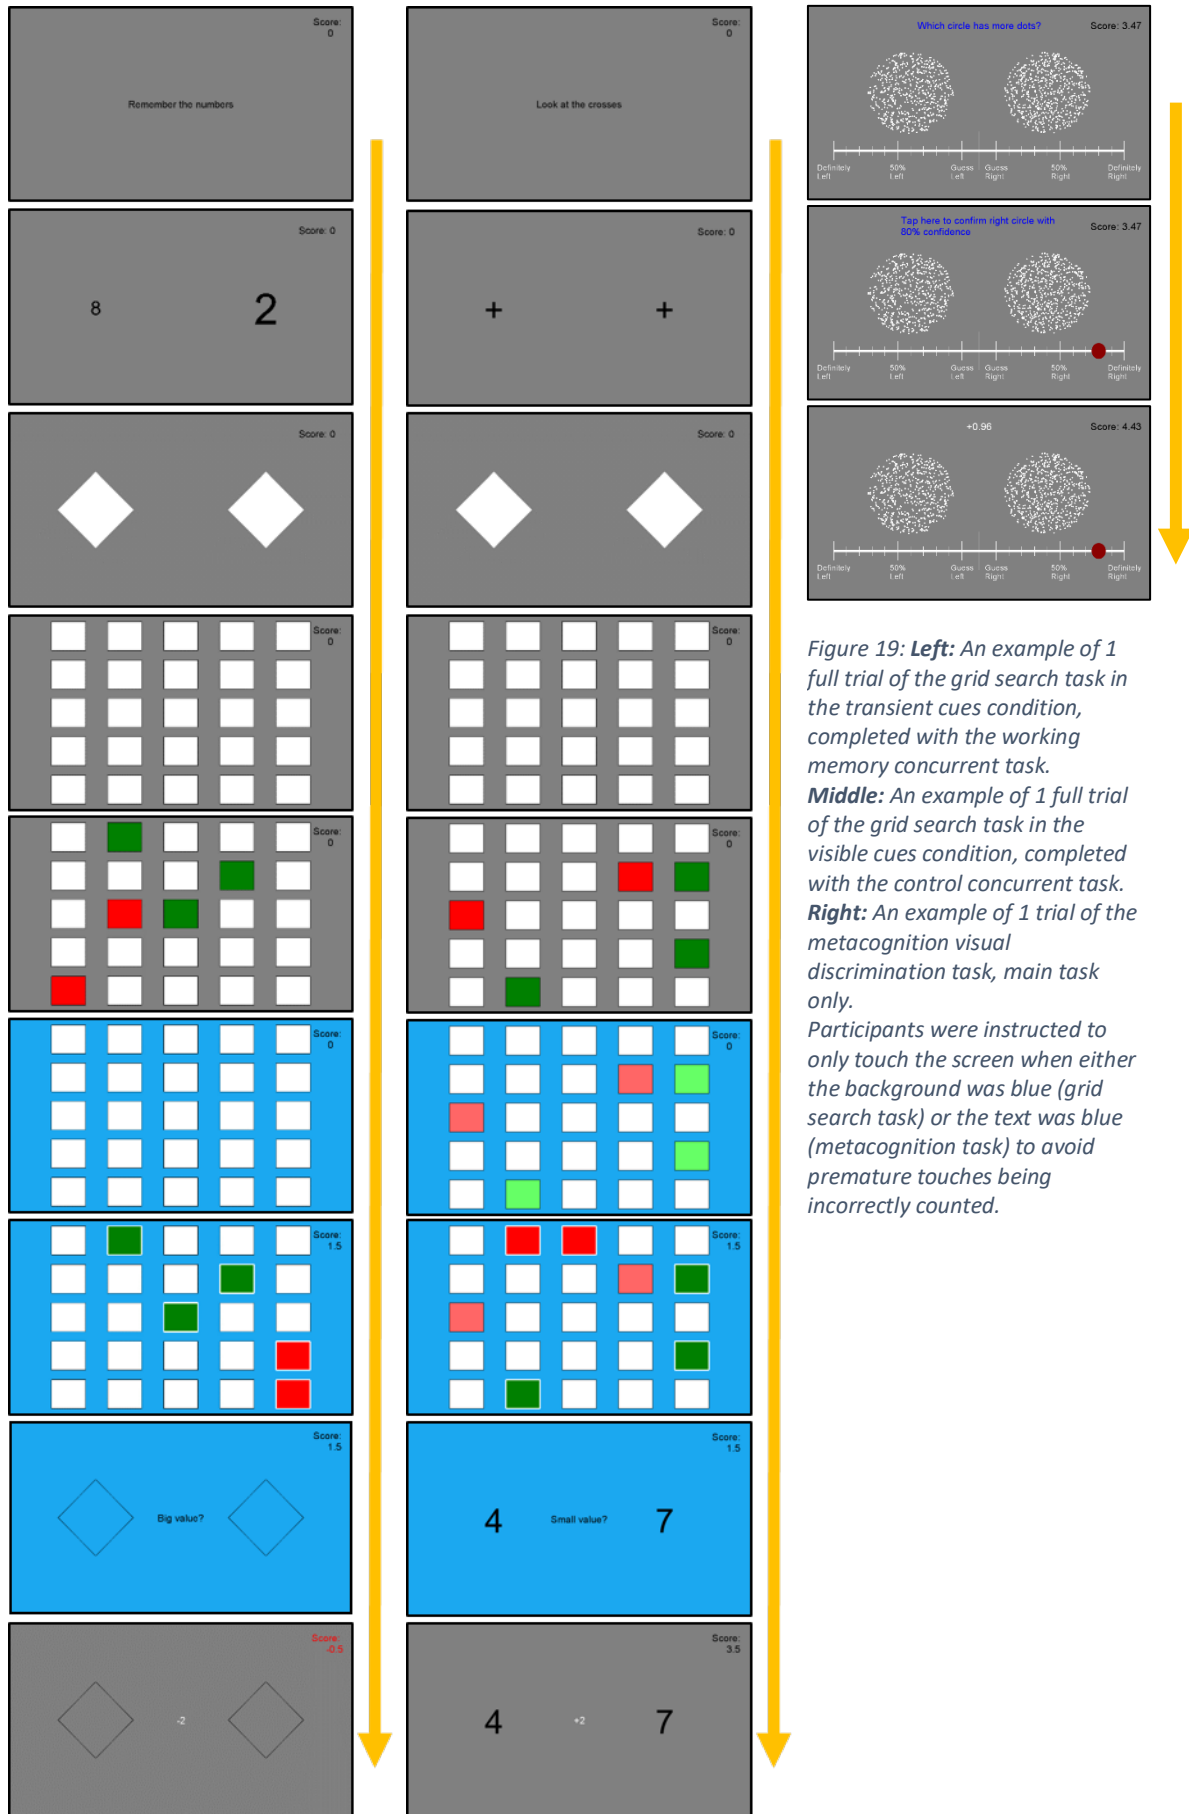 Score:
0
Remember the numbers
Score: 0
8
2
Score: 0
Score:
0
Score:
0
Score:
0
Score:
1.5
Score:
1.5
Big value?
Score:
-0.5
-2
Score:
0
Look at the crosses
Score: 0
+ +
Score: 0
Score:
0
Score:
0
Score:
0
Score:
1.5
Score:
1.5
4 Small value? 7
Score:
3.5
4 +2 7
Which circle has more dots? Score: 3.47
Definitely 50% Guess Guess 50% Definitely
Left Left Left Right Right Right
Tap here to confirm right circle with
80% confidence
Score: 3.47
Definitely 50% Guess Guess 50% Definitely
Left Left Left Right Right Right
+0.96 Score: 4.43
Definitely 50% Guess Guess 50% Definitely
Left Left Left Right Right Right
Figure 19: Left: An example of 1
full trial of the grid search task in
the transient cues condition,
completed with the working
memory concurrent task.
Middle: An example of 1 full trial
of the grid search task in the
visible cues condition, completed
with the control concurrent task.
Right: An example of 1 trial of the
metacognition visual
discrimination task, main task
only.
Participants were instructed to
only touch the screen when either
the background was blue (grid
search task) or the text was blue
(metacognition task) to avoid
premature touches being
incorrectly counted.